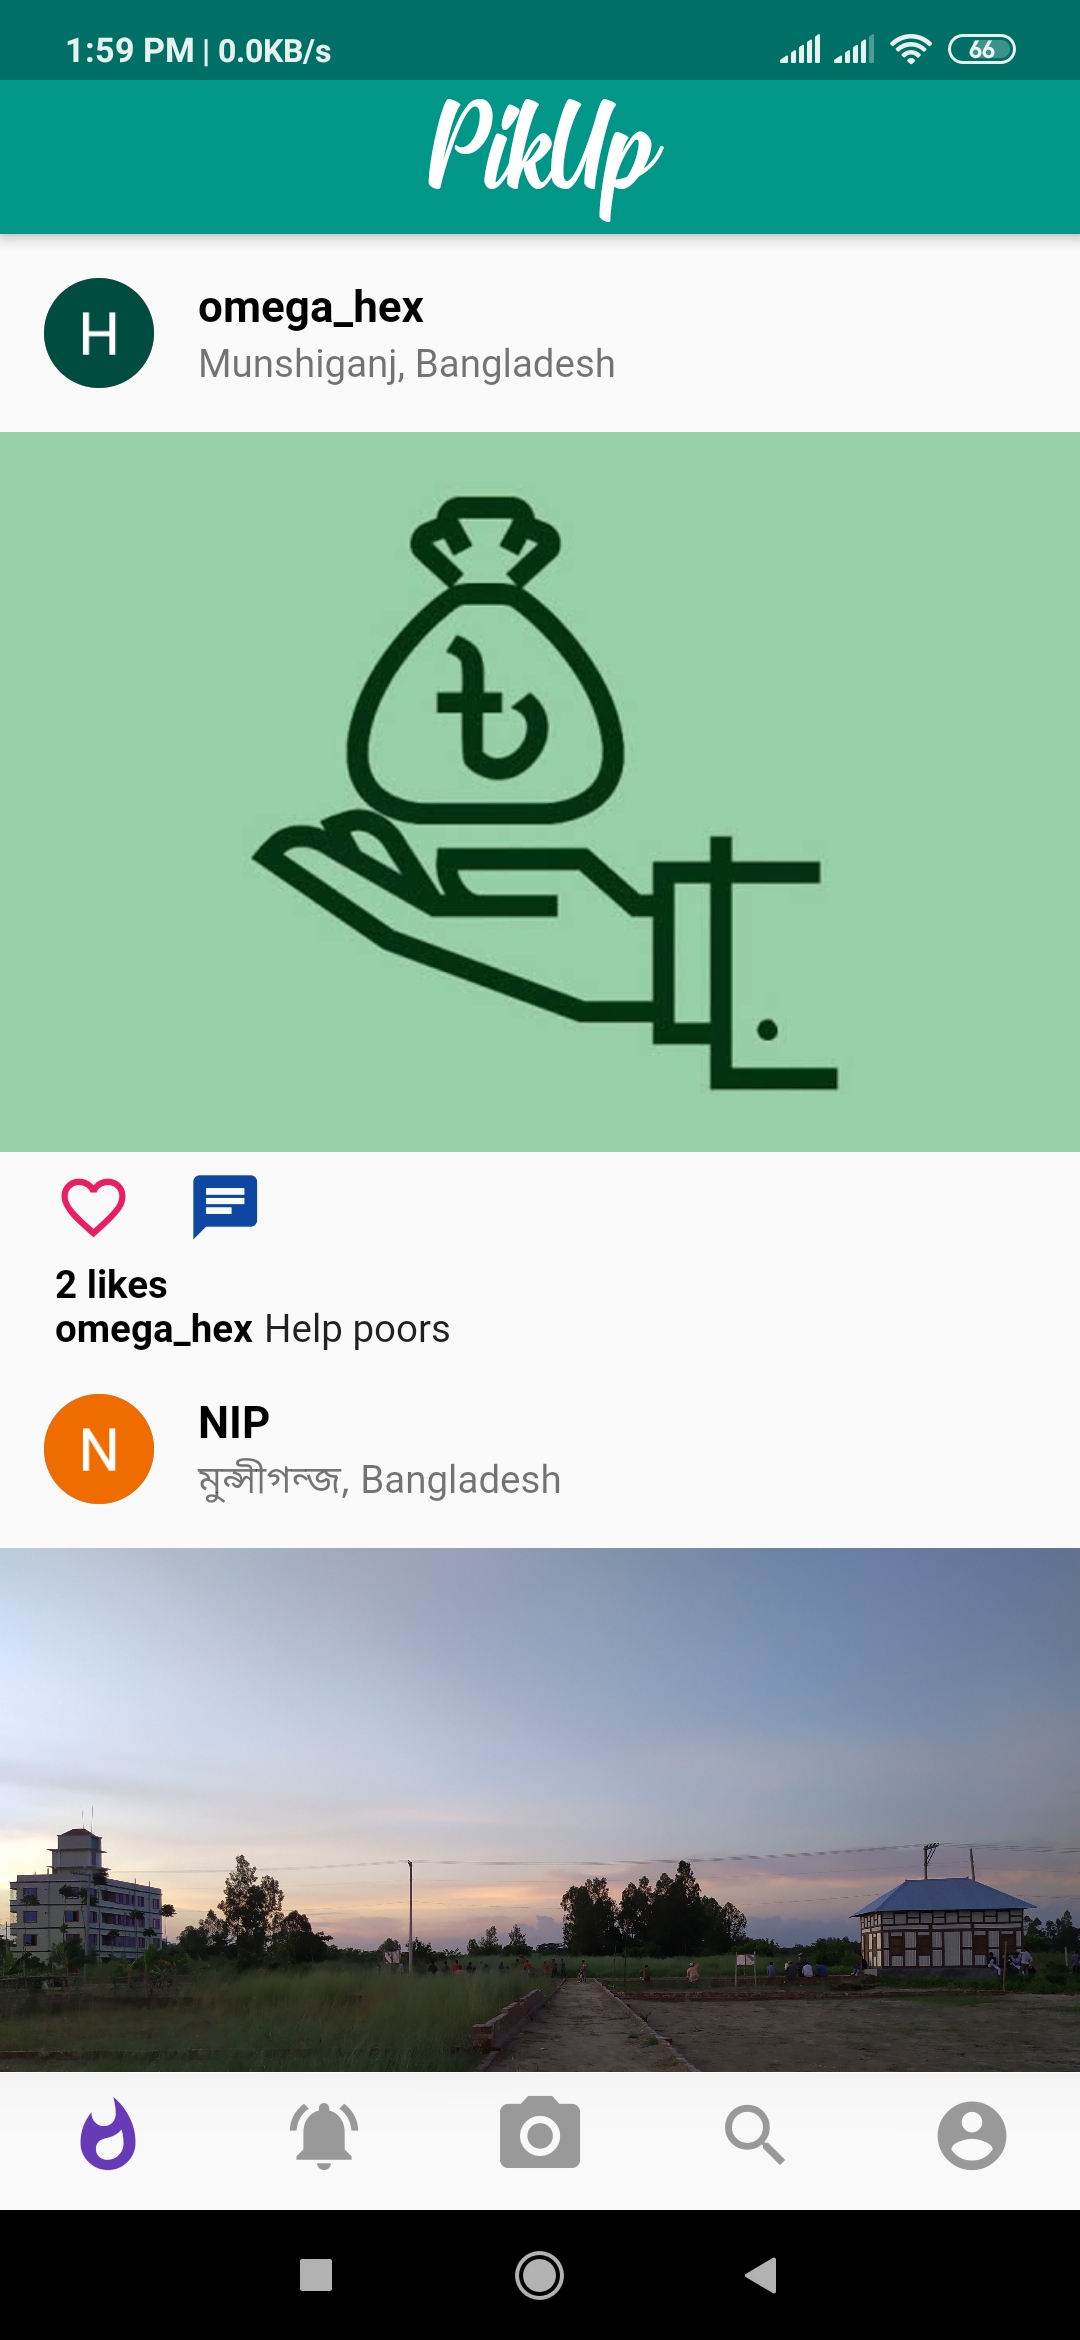 1:59 PM | 0.0KB/s
66
PikUp
H
omega_hex
Munshiganj, Bangladesh
৳
2 likes
omega_hex Help poors
N
NIP
মুন্সীগন্জ, Bangladesh